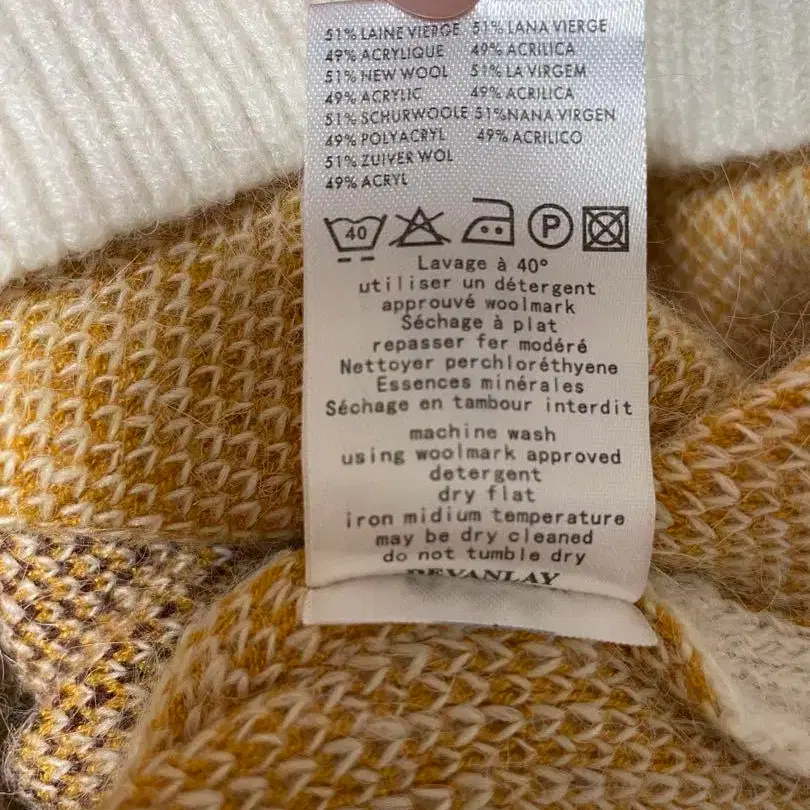 51% LAINE VIERGE 51% LANA VIERGE
49% ACRYLIQUE 49% ACRILICA
51% NEW WOOL 51% LA VIRGEM
49% ACRYLIC 49% ACRILICA
51% SCHURWOOLE 51%NANA VIRGEN
49% POLYACRYL 49% ACRILICO
51% ZUIVER WOL
49% ACRYL
40 P
Lavage à 40°
utiliser un détergent
approuvé woolmark
Séchage à plat
repasser fer modéré
Nettoyer perchloréthyene
Essences minérales
Séchage en tambour interdit
machine wash
using woolmark approved
detergent
dry flat
iron midium temperature
may be dry cleaned
do not tumble dry
DEVANLAY